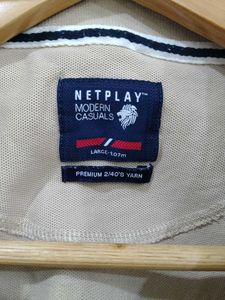 NETPLAY™
MODERN
CASUALS
LARGE-107m
PREMIUM 2/40'S YARN